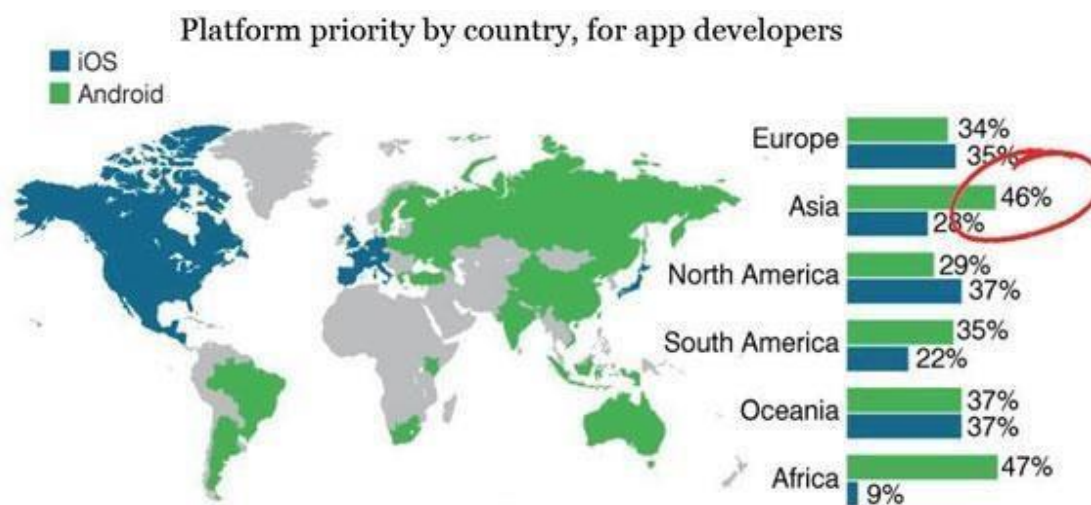 Platform priority by country, for app developers
iOS
Android
Europe
34%
35%
Asia
46%
28%
North America
29%
37%
South America
35%
22%
Oceania
37%
37%
Africa
47%
9%